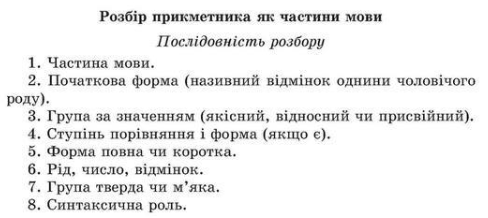 Розбір прикметника як частини мови
Послідовність розбору
1. Частина мови.
2. Початкова форма (називний відмінок однини чоловічого
роду).
3. Група за значенням (якісний, відносний чи присвійний).
4. Ступінь порівняння і форма (якщо є).
5. Форма повна чи коротка.
6. Рід, число, відмінок.
7. Група тверда чи м’яка.
8. Синтаксична роль.